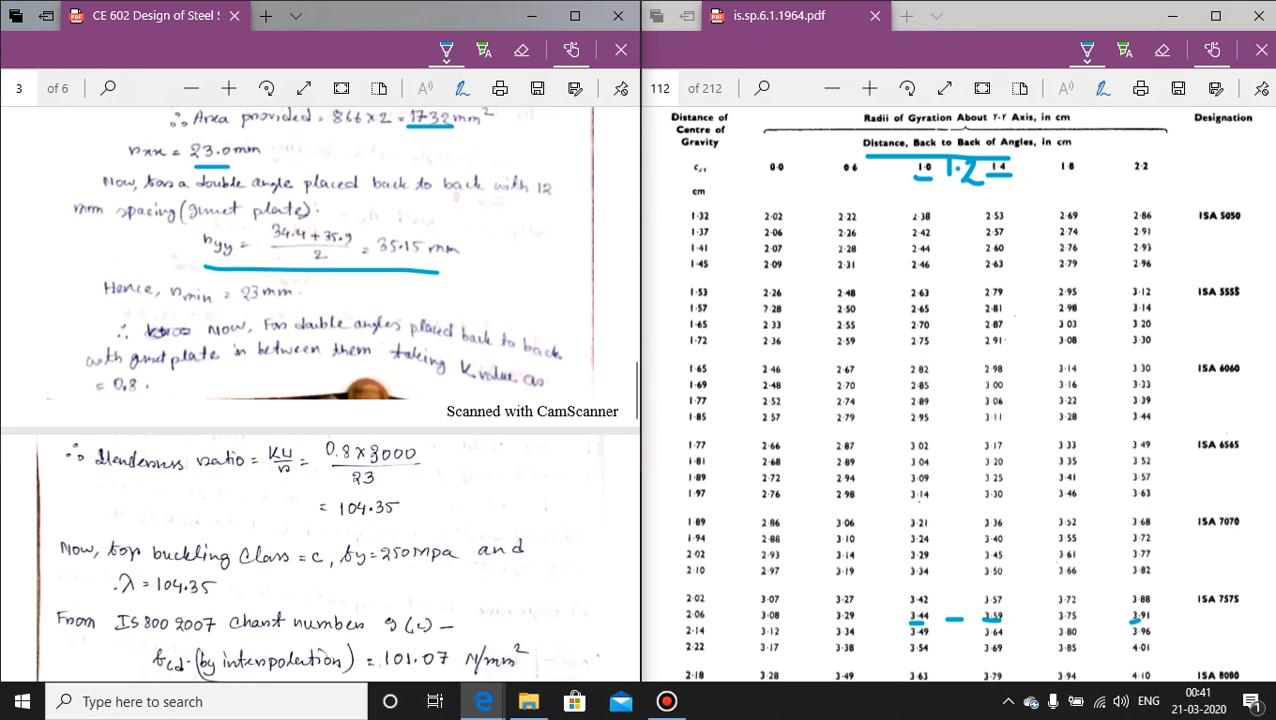 CE 602 Design of Steel S
is.sp.6.1.1964.pdf
3 of 6
112 of 212
∴ Area provided = 866 x 2 = 1732 mm²
rxx = 23.0mm
Now, for a double angle placed back to back with 12
mm spacing (gusset plate).
ryy = 34.4 + 35.9 / 2 = 35.15 mm
Hence, rmin = 23mm.
∴ Now, For double angles placed back to back
with gusset plate in between them taking K value as
= 0.8.
Scanned with CamScanner
∴ Slenderness ratio = KL/r = 0.8 x 3000 / 23
= 104.35
Now, for buckling Class = c, fy = 250 MPa and
λ = 104.35
From IS 800 2007 Chart number 9(c) –
fcd (by interpolation) = 101.07 N/mm²
Distance of Centre of Gravity
Radii of Gyration About Y-Y Axis, in cm
Designation
Distance, Back to Back of Angles, in cm
0·0 0·6 1·0 1.2 1·4 1·8 2·2
cm
1·32 2·02 2·22 2·38 2·53 2·69 2·86 ISA 5050
1·37 2·06 2·26 2·42 2·57 2·74 2·91
1·41 2·07 2·28 2·44 2·60 2·76 2·93
1·45 2·09 2·31 2·46 2·63 2·79 2·96
1·53 2·26 2·48 2·63 2·79 2·95 3·12 ISA 5555
1·57 2·28 2·50 2·65 2·81 2·98 3·14
1·65 2·33 2·55 2·70 2·87 3 03 3 20
1·72 2·36 2·59 2·75 2 91 3·08 3·30
1·65 2·46 2·67 2 82 2 98 3·14 3 30 ISA 6060
1·69 2·48 2·70 2·85 3 00 3·16 3·33
1·77 2·52 2·74 2·89 3·06 3·22 3·39
1·85 2 57 2·79 2·95 3·11 3·28 3·44
1·77 2·66 2·87 3 02 3·17 3 33 3 49 ISA 6565
1·81 2·68 2·89 3 04 3·20 3 35 3 52
1·89 2·72 2·94 3·09 3 25 3·41 3·57
1·97 2·76 2·98 3·14 3·30 3·46 3·63
1·89 2·86 3·06 3·21 3·36 3·52 3·68 ISA 7070
1·94 2·88 3·10 3·24 3·40 3·55 3·72
2·02 2·93 3·14 3·29 3·45 3·61 3·77
2·10 2·97 3·19 3·34 3·50 3·66 3·82
2·02 3·07 3·27 3·42 3·57 3·72 3·88 ISA 7575
2·06 3·08 3·29 3·44 3·59 3·75 3·91
2·14 3·12 3·34 3·49 3·64 3·80 3·96
2·22 3·17 3·38 3·54 3·69 3·85 4·01
2·18 3·28 3·49 3·63 3·79 3·94 4·10 ISA 8080
Type here to search
ENG
00:41
21-03-2020